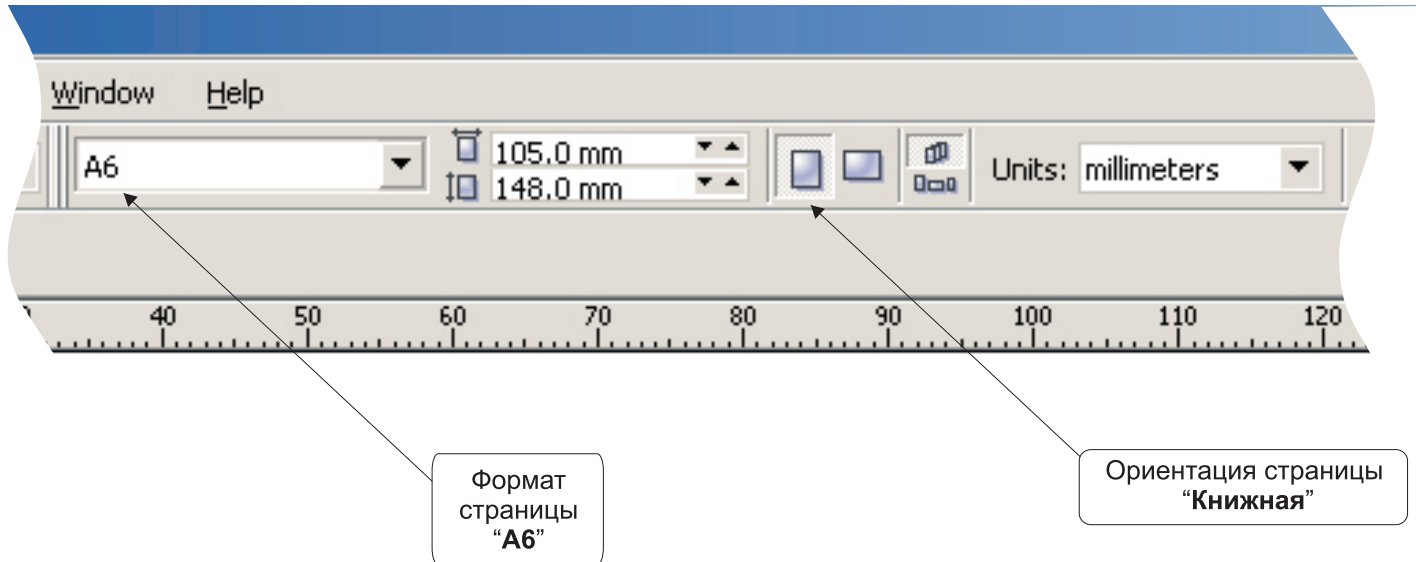 Window Help
A6 105.0 mm
148.0 mm
Units: millimeters
40 50 60 70 80 90 100 110 120
Формат
страницы
“А6”
Ориентация страницы
“Книжная”